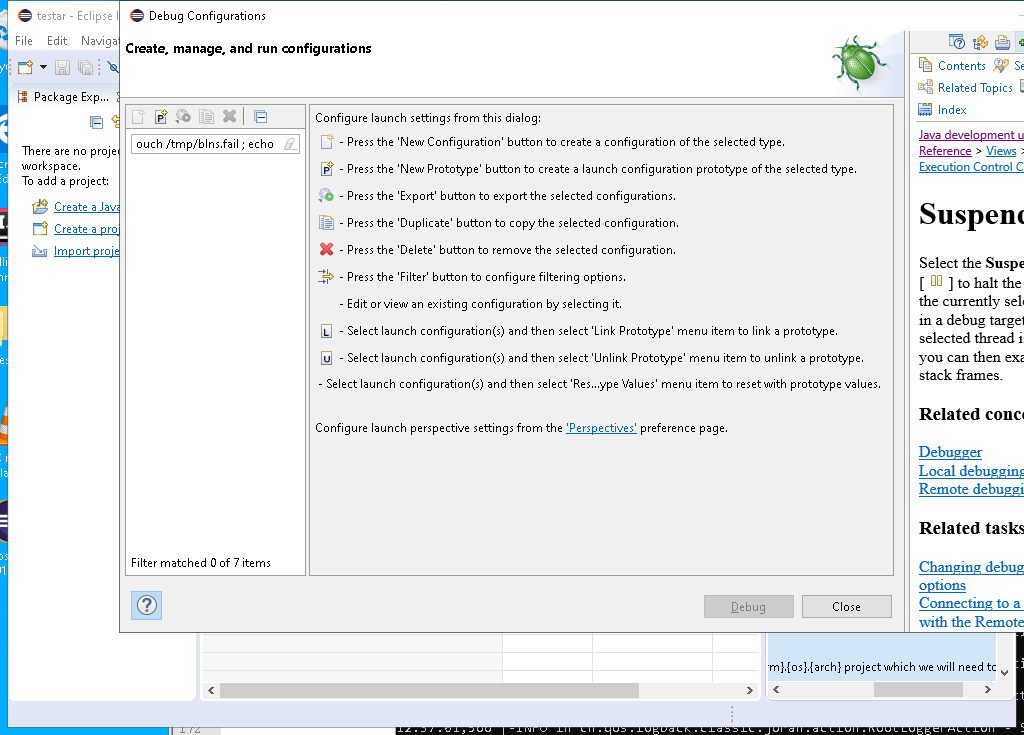 testar - Eclipse I
Debug Configurations
File Edit Naviga
Create, manage, and run configurations
Package Exp...
There are no proje
workspace.
To add a project:
Create a Java
Create a proj
Import proje
ouch /tmp/blns.fail ; echo
Filter matched 0 of 7 items
Configure launch settings from this dialog:
- Press the 'New Configuration' button to create a configuration of the selected type.
- Press the 'New Prototype' button to create a launch configuration prototype of the selected type.
- Press the 'Export' button to export the selected configurations.
- Press the 'Duplicate' button to copy the selected configuration.
- Press the 'Delete' button to remove the selected configuration.
- Press the 'Filter' button to configure filtering options.
- Edit or view an existing configuration by selecting it.
L - Select launch configuration(s) and then select 'Link Prototype' menu item to link a prototype.
U - Select launch configuration(s) and then select 'Unlink Prototype' menu item to unlink a prototype.
- Select launch configuration(s) and then select 'Res...ype Values' menu item to reset with prototype values.
Configure launch perspective settings from the 'Perspectives' preference page.
Debug
Close
Contents Se
Related Topics
Index
Java development u
Reference > Views >
Execution Control C
Suspend
Select the Suspe
[ ] to halt the
the currently sele
in a debug target
selected thread is
you can then exa
stack frames.
Related conce
Debugger
Local debugging
Remote debuggi
Related tasks
Changing debug
options
Connecting to a
with the Remote
m}.{os}.{arch} project which we will need to
172
12:57:01,568 |-INFO in ch.qos.logback.classic.joran.action.RootLoggerAction - S